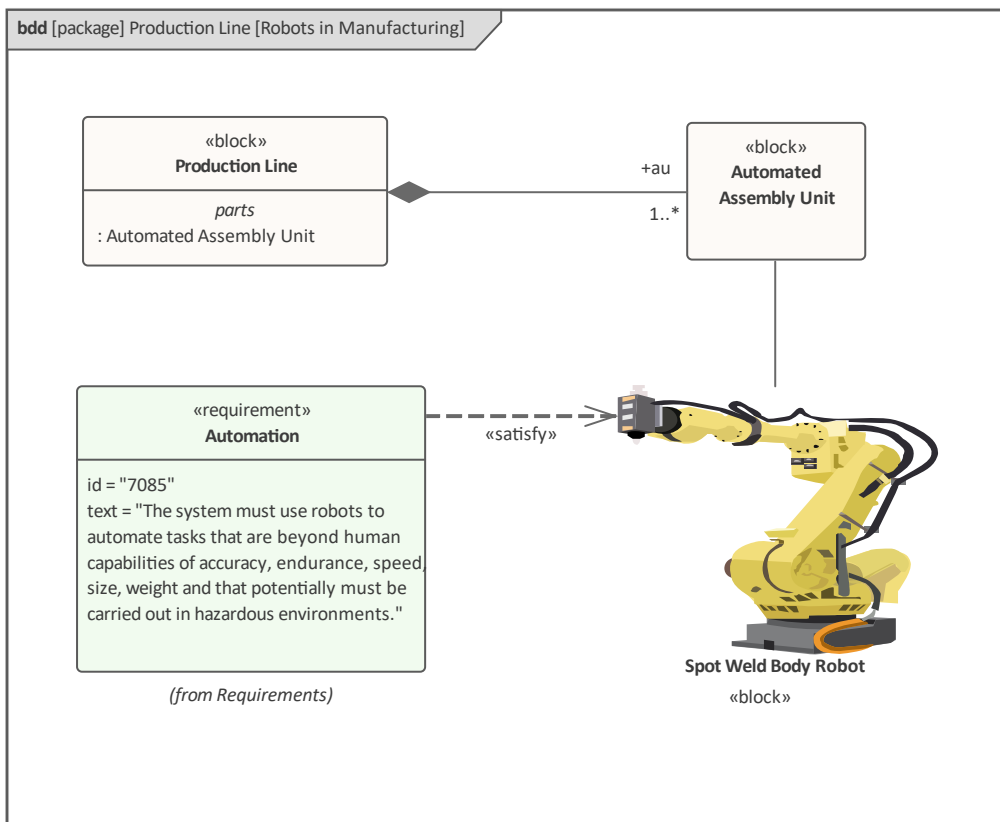 bdd [package] Production Line [Robots in Manufacturing]
«block»
Production Line
parts
: Automated Assembly Unit
+au
1..*
«block»
Automated
Assembly Unit
«requirement»
Automation
id = "7085"
text = "The system must use robots to
automate tasks that are beyond human
capabilities of accuracy, endurance, speed,
size, weight and that potentially must be
carried out in hazardous environments."
(from Requirements)
«satisfy»
Spot Weld Body Robot
«block»